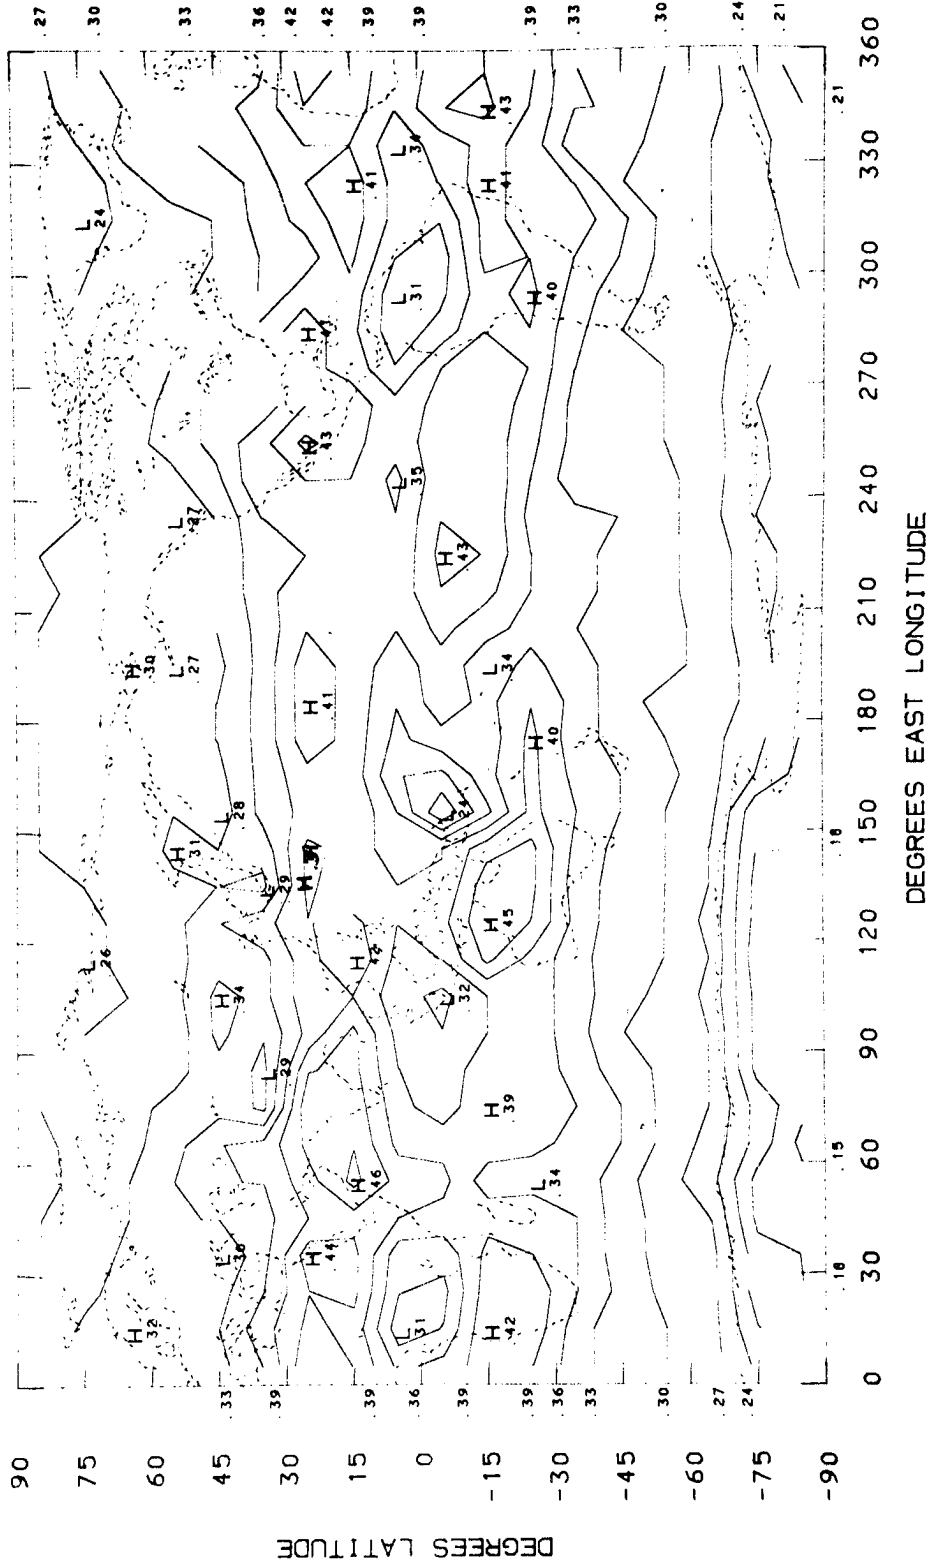 .27
.30
.33
.36
.42
.42
.39
.39
.39
.33
.30
.24
.21
90
75
60
45
30
15
0
-15
-30
-45
-60
-75
-90
DEGREES LATITUDE
.33
.39
.39
.36
.39
.39
.36
.33
.30
.27
.24
.18
.15
.18
.21
L 24
H 41
L 34
H 43
H 41
L 31
H 40
H 43
L 35
H 43
L 27
H 30
L 27
H 41
L 34
H 40
L 28
H 31
L 24
L 29
H 45
L 26
H 34
L 32
L 29
H 39
H 46
L 34
L 30
H 44
H 32
L 31
H 42
0
30
60
90
120
150
180
210
240
270
300
330
360
DEGREES EAST LONGITUDE